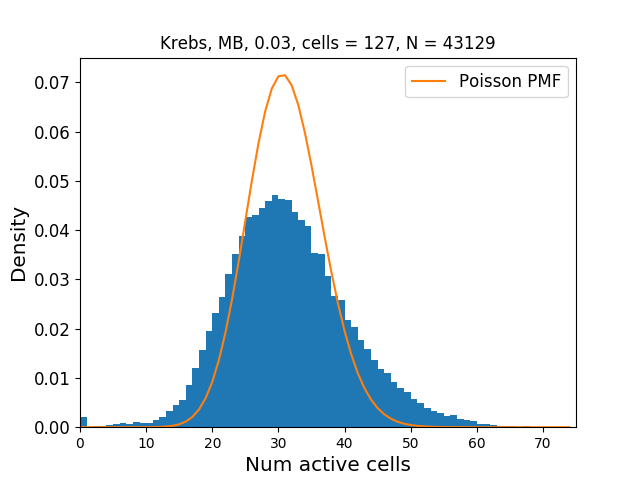 Krebs, MB, 0.03, cells = 127, N = 43129
Poisson PMF
Density
0.07
0.06
0.05
0.04
0.03
0.02
0.01
0.00
0 10 20 30 40 50 60 70
Num active cells